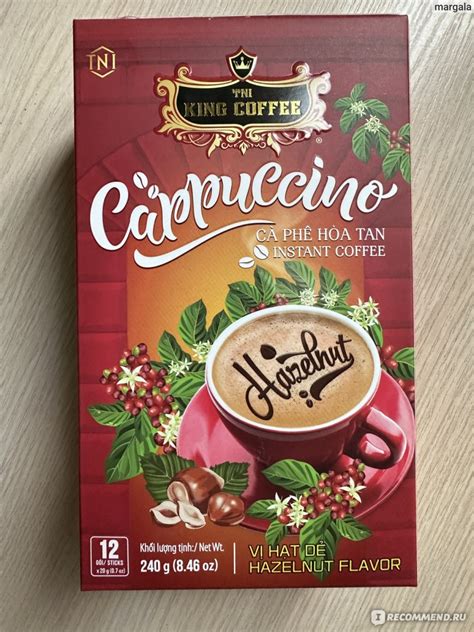 margala
TNI
TNI
KING COFFEE
Cappuccino
CÀ PHÊ HÒA TAN
INSTANT COFFEE
Hazelnut
12
GÓI/ STICKS
x 20 g (0.7 oz)
Khối lượng tịnh:/ Net Wt.
240 g (8.46 oz)
VỊ HẠT DẺ
HAZELNUT FLAVOR
IRECOMMEND.RU